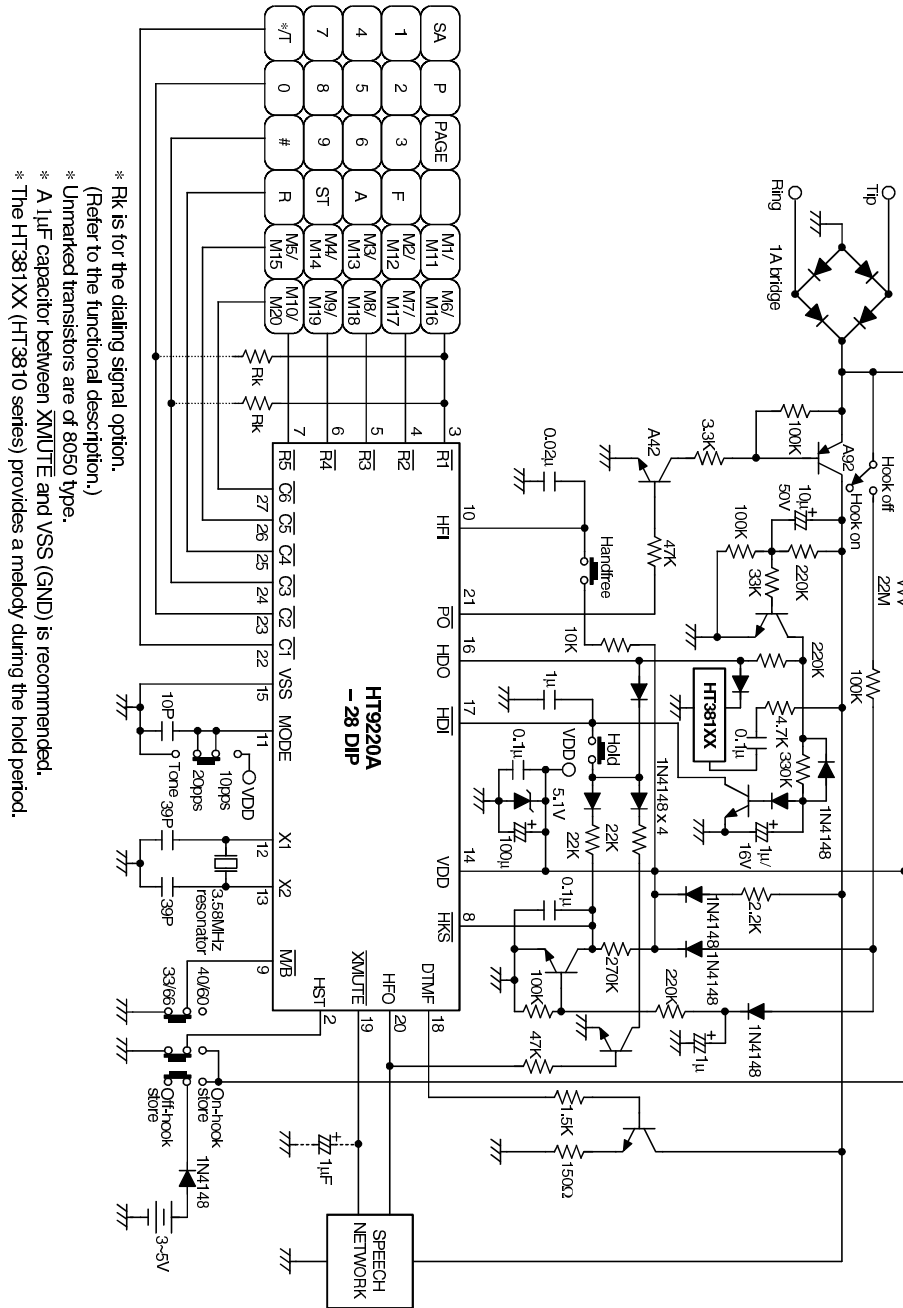 Tip
Ring
1A bridge
Hook off
Hook on
22M
100K
A92
100K
3.3K
A42
47K
10µ
50V
100K
220K
33K
220K
HT381XX
4.7K
0.1µ
330K
1N4148
1µ/
16V
2.2K
1N4148
1N4148
1N4148
220K
1µ
270K
100K
0.1µ
22K
22K
1N4148 x 4
Hold
1µ
0.1µ
VDD
5.1V
100µ
10K
Handfree
0.02µ
47K
1.5K
150Ω
SA
P
PAGE
M1/
M11
M6/
M16
1
2
3
F
M2/
M12
M7/
M17
4
5
6
A
M3/
M13
M8/
M18
7
8
9
ST
M4/
M14
M9/
M19
*/T
0
#
R
M5/
M15
M10/
M20
Rk
Rk
3
4
5
6
7
R1
R2
R3
R4
R5
10
21
16
17
14
8
18
20
19
2
HFI
PO
HDO
HDI
VDD
HKS
DTMF
HFO
XMUTE
HST
HT9220A
– 28 DIP
C6
C5
C4
C3
C2
C1
VSS
MODE
X1
X2
M/B
27
26
25
24
23
22
15
11
12
13
9
10P
VDD
10pps
20pps
Tone
39P
39P
3.58MHz
resonator
40/60
33/66
On-hook
store
Off-hook
store
1N4148
3~5V
1µF
SPEECH
NETWORK
* Rk is for the dialing signal option.
(Refer to the functional description.)
* Unmarked transistors are of 8050 type.
* A 1µF capacitor between XMUTE and VSS (GND) is recommended.
* The HT381XX (HT3810 series) provides a melody during the hold period.